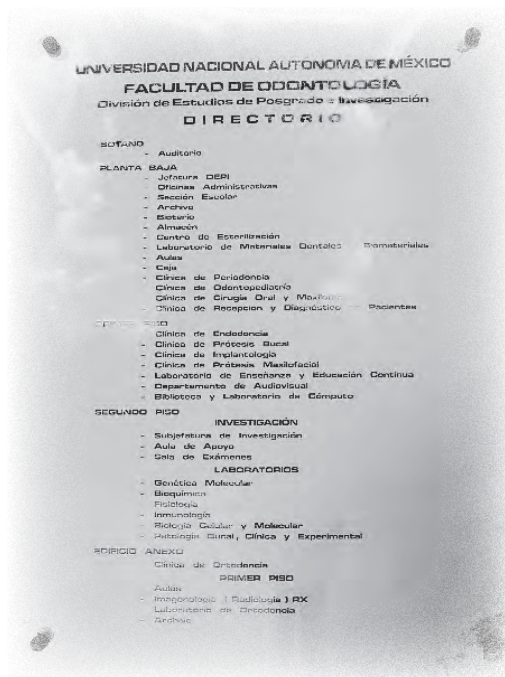 UNIVERSIDAD NACIONAL AUTONOMA DE MÉXICO
FACULTAD DE ODONTOLOGÍA
División de Estudios de Posgrado e Investigación
DIRECTORIO
SOTANO
- Auditorio
PLANTA BAJA
- Jefatura DEPI
- Oficinas Administrativas
- Sección Escolar
- Archivo
- Bioterio
- Almacén
- Centro de Esterilización
- Laboratorio de Materiales Dentales Biomateriales
- Aulas
- Caja
- Clínica de Periodoncia
Clínica de Odontopediatría
Clínica de Cirugía Oral y
- Clínica de Recepcion y Diagnóstico Pacientes
PISO
Clínica de Endodoncia
- Clínica de Prótesis Bucal
- Clínica de Implantología
- Clínica de Prótesis Maxilofacial
- Laboratorio de Enseñanza y Educación Continua
- Departamento de Audiovisual
- Biblioteca y Laboratorio de Cómputo
SEGUNDO PISO
INVESTIGACIÓN
- Subjefatura de Investigación
- Aula de Apoyo
- Sala de Exámenes
LABORATORIOS
- Genética Molecular
- Bioquímica
Fisiología
- Inmunología
- Biología Celular y Molecular
- Patología Bucal, Clínica y Experimental
EDIFICIO ANEXO
Clínica de Ortodoncia
PRIMER PISO
Aulas
- Imagenología ( Radiología ) RX
- Laboratorio de Ortodoncia
- Archivo